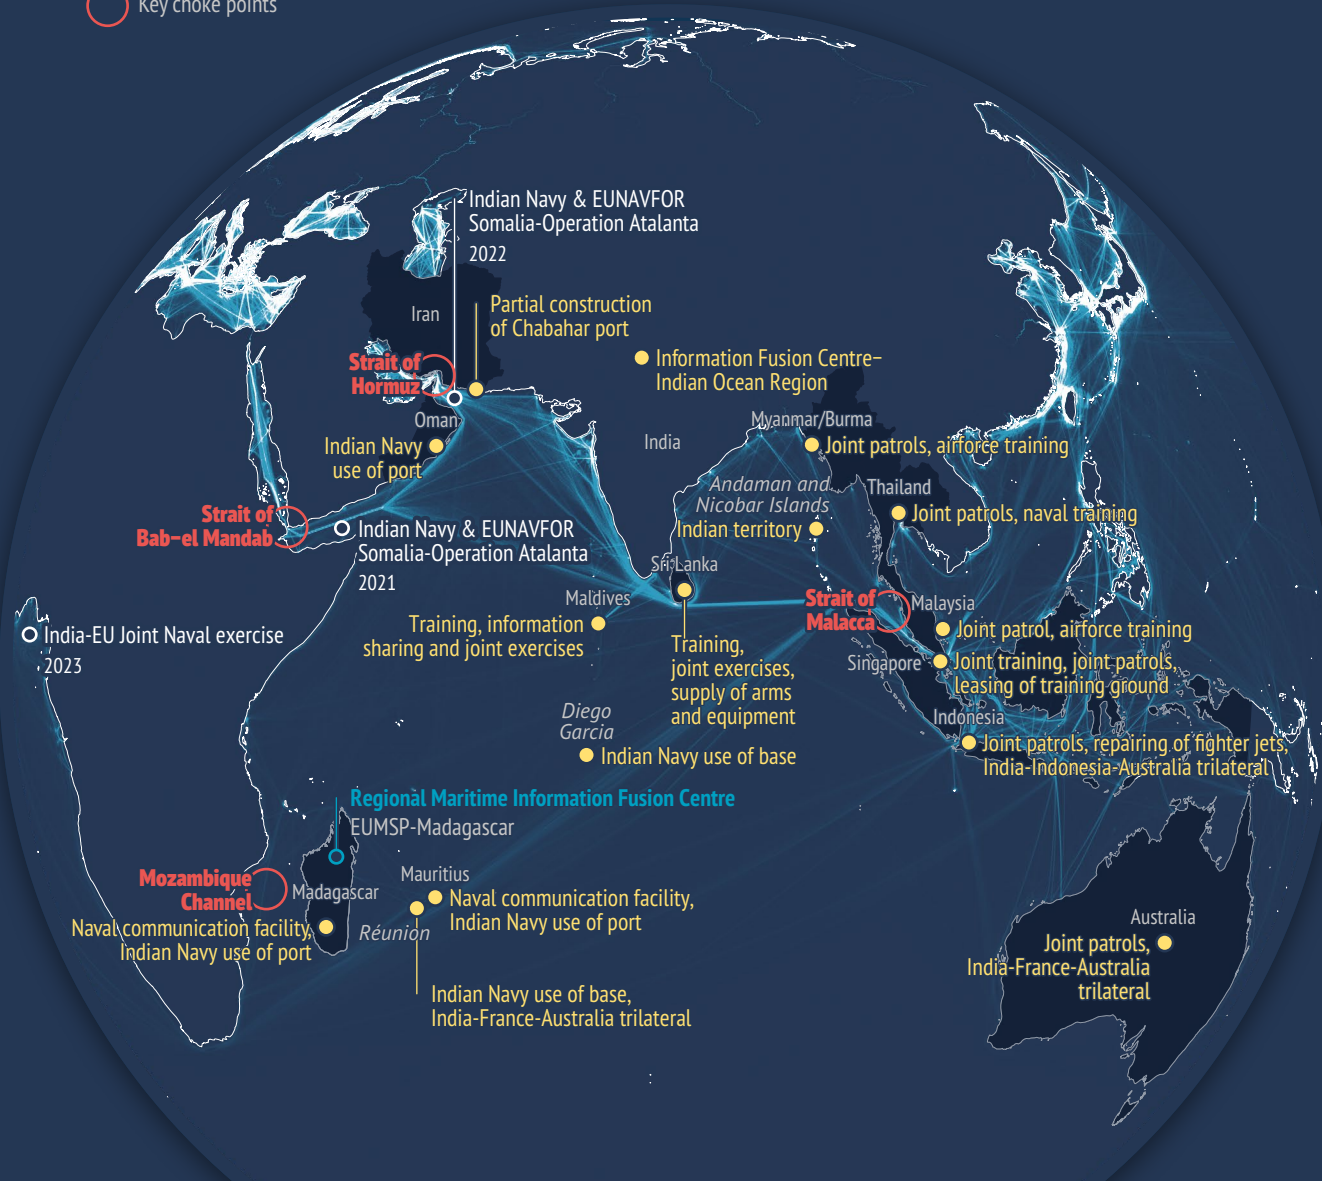 Key choke points
Indian Navy & EUNAVFOR
Somalia-Operation Atalanta
2022
Iran
Partial construction
of Chabahar port
Strait of
Hormuz
Information Fusion Centre–
Indian Ocean Region
Oman
Indian Navy
use of port
India
Myanmar/Burma
Joint patrols, airforce training
Andaman and
Nicobar Islands
Indian territory
Thailand
Joint patrols, naval training
Strait of
Bab-el Mandab
Indian Navy & EUNAVFOR
Somalia-Operation Atalanta
2021
Sri Lanka
Maldives
Training, information
sharing and joint exercises
Training,
joint exercises,
supply of arms
and equipment
Strait of
Malacca
Malaysia
Joint patrol, airforce training
Singapore
Joint training, joint patrols,
leasing of training ground
India-EU Joint Naval exercise
2023
Diego
Garcia
Indian Navy use of base
Indonesia
Joint patrols, repairing of fighter jets,
India-Indonesia-Australia trilateral
Regional Maritime Information Fusion Centre
EUMSP-Madagascar
Mozambique
Channel
Madagascar
Naval communication facility,
Indian Navy use of port
Mauritius
Naval communication facility,
Indian Navy use of port
Réunion
Indian Navy use of base,
India-France-Australia trilateral
Australia
Joint patrols,
India-France-Australia
trilateral